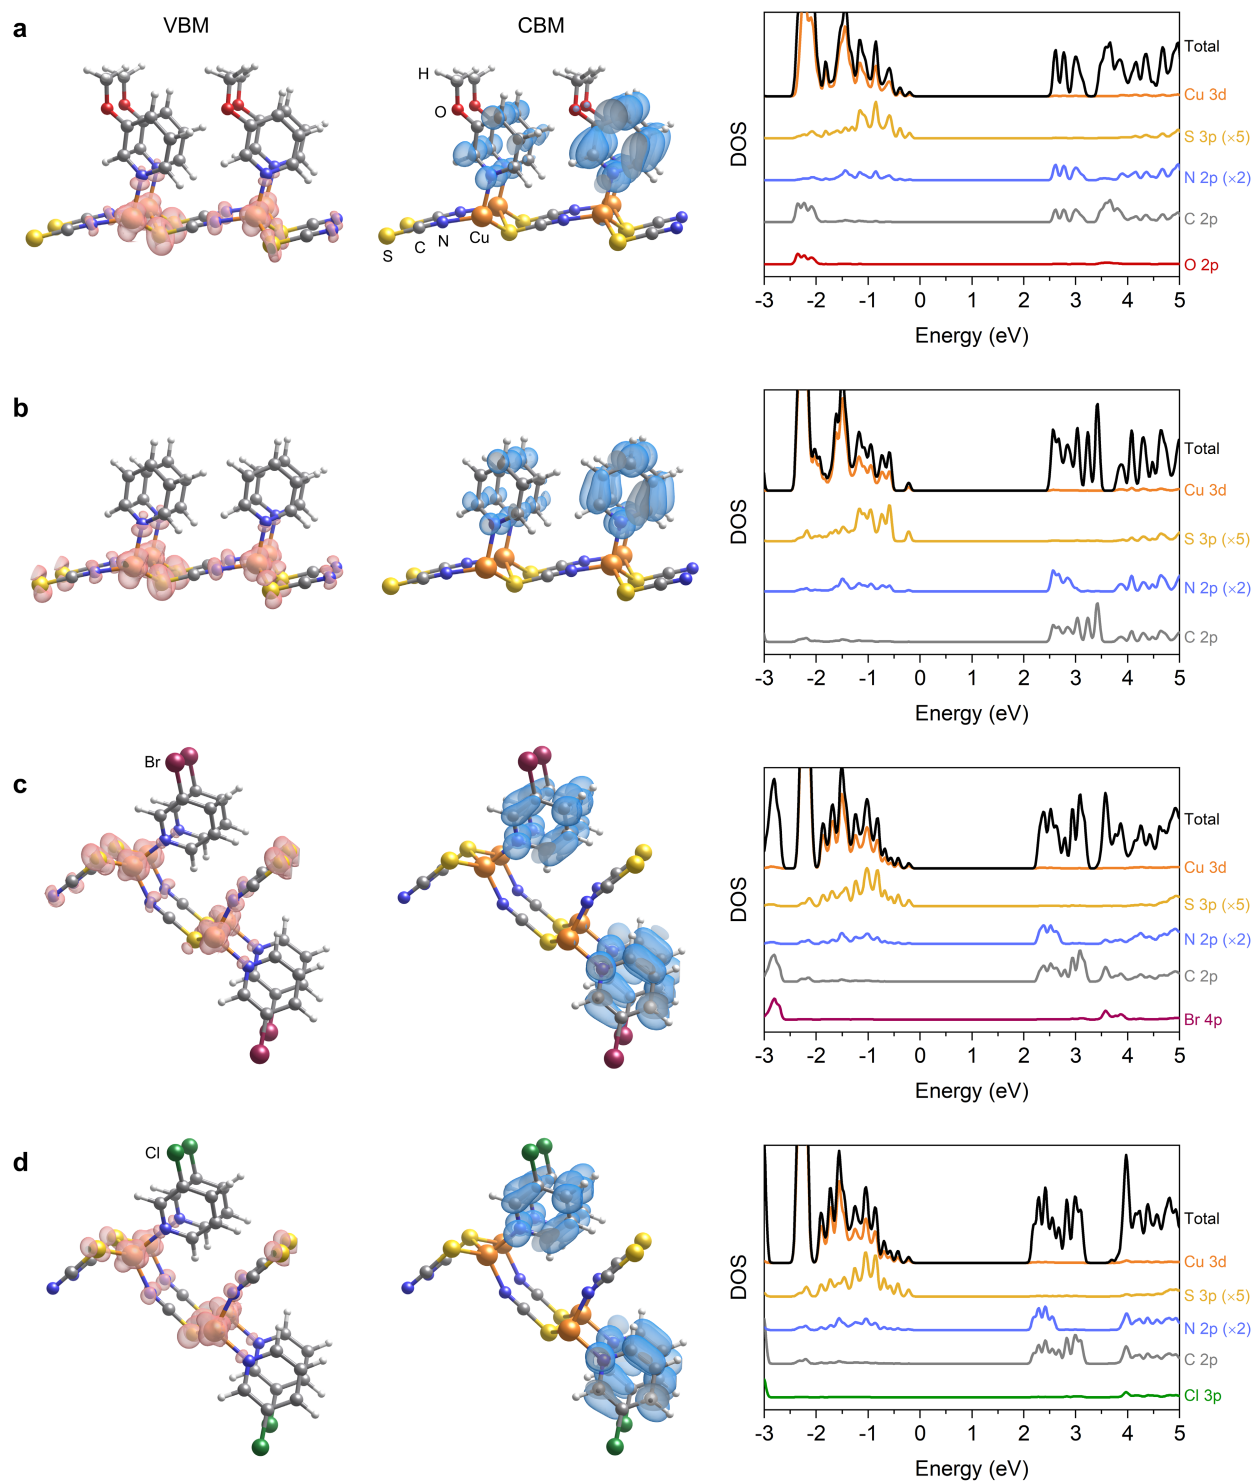 a
VBM
CBM
H
O
S
C
N
Cu
DOS
Total
Cu 3d
S 3p (×5)
N 2p (×2)
C 2p
O 2p
-3 -2 -1 0 1 2 3 4 5
Energy (eV)
b
DOS
Total
Cu 3d
S 3p (×5)
N 2p (×2)
C 2p
-3 -2 -1 0 1 2 3 4 5
Energy (eV)
c
Br
DOS
Total
Cu 3d
S 3p (×5)
N 2p (×2)
C 2p
Br 4p
-3 -2 -1 0 1 2 3 4 5
Energy (eV)
d
Cl
DOS
Total
Cu 3d
S 3p (×5)
N 2p (×2)
C 2p
Cl 3p
-3 -2 -1 0 1 2 3 4 5
Energy (eV)